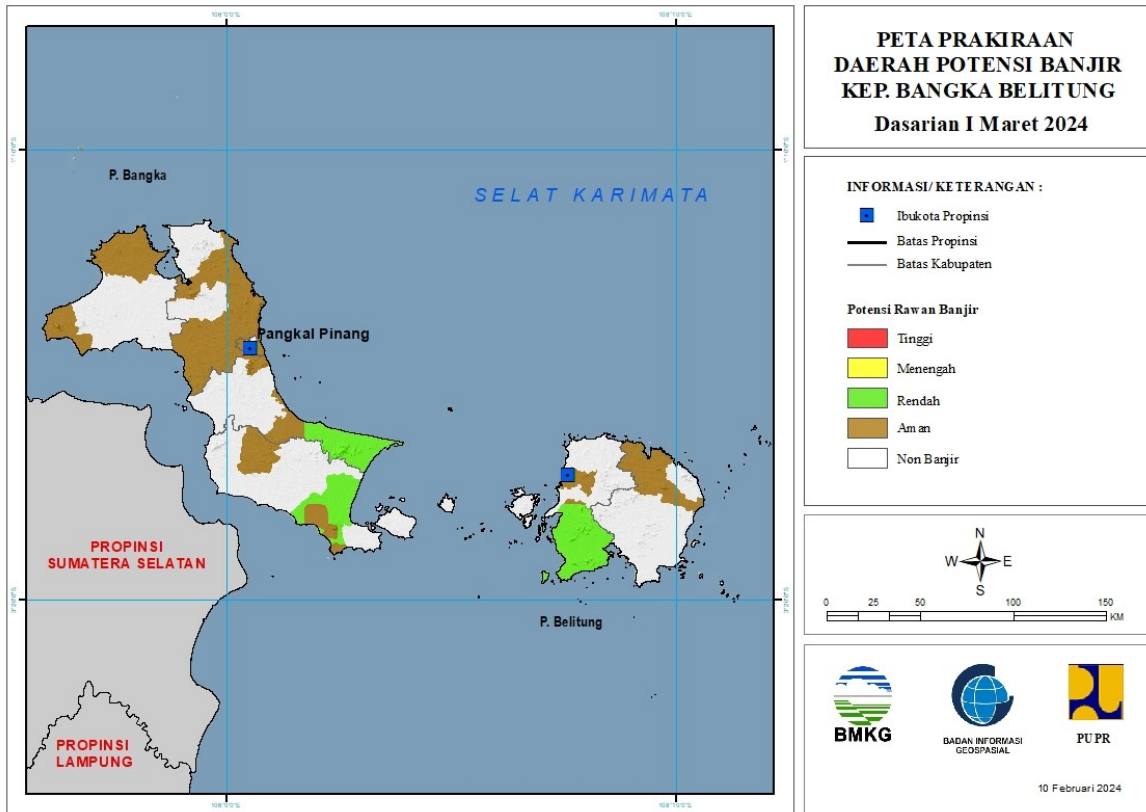 PETA PRAKIRAAN
DAERAH POTENSI BANJIR
KEP. BANGKA BELITUNG
Dasarian I Maret 2024
P. Bangka
SELAT KARIMATA
Pangkal Pinang
PROPINSI
SUMATERA SELATAN
P. Belitung
PROPINSI
LAMPUNG
INFORMASI/ KETERANGAN :
Ibukota Propinsi
Batas Propinsi
Batas Kabupaten
Potensi Rawan Banjir
Tinggi
Menengah
Rendah
Aman
Non Banjir
N
W E
S
0 25 50 100 150
KM
BMKG
BADAN INFORMASI
GEOSPASIAL
PUPR
10 Februari 2024